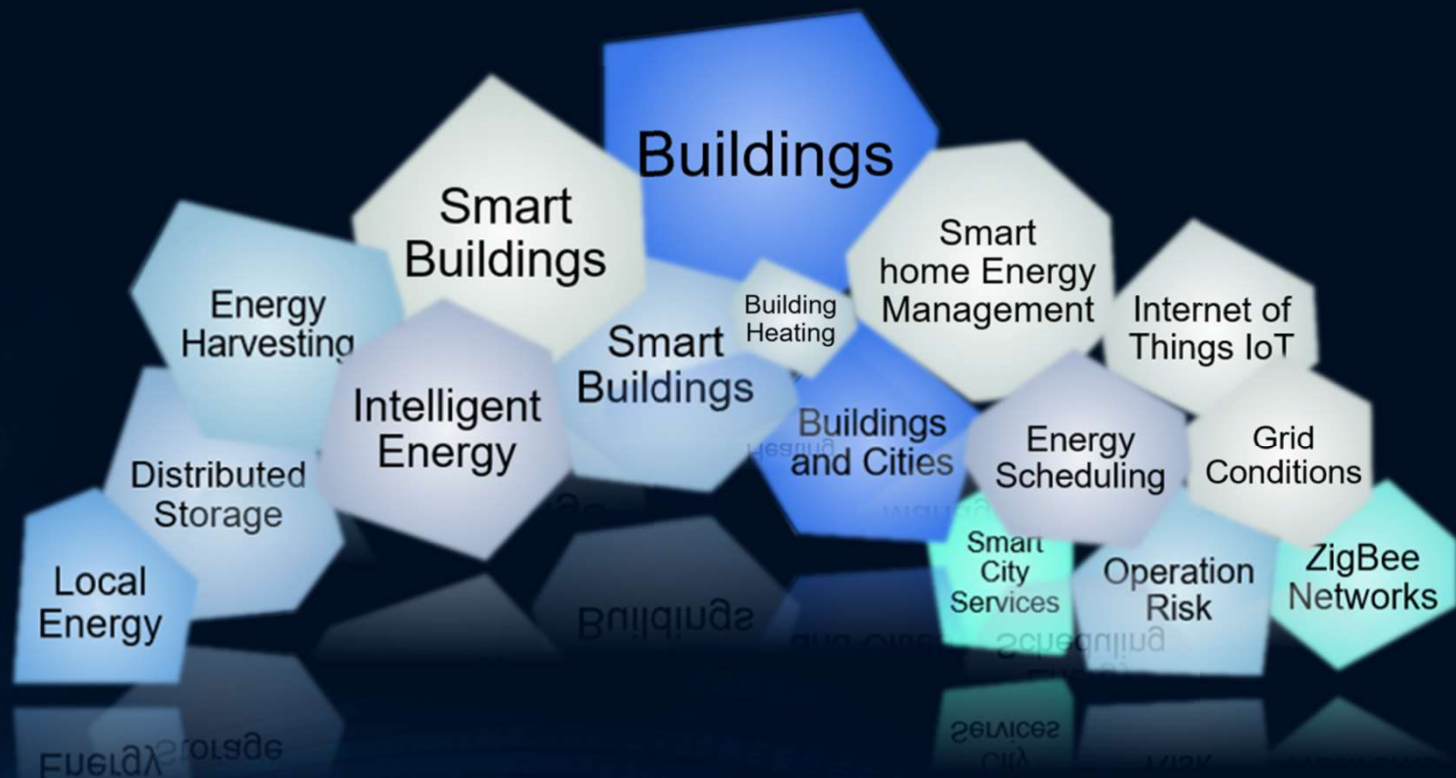 Buildings
Smart
Buildings
Smart
home Energy
Management
Energy
Harvesting
Building
Heating
Internet of
Things IoT
Smart
Buildings
Intelligent
Energy
Buildings
and Cities
Energy
Scheduling
Grid
Conditions
Distributed
Storage
Local
Energy
Smart
City
Services
Operation
Risk
ZigBee
Networks